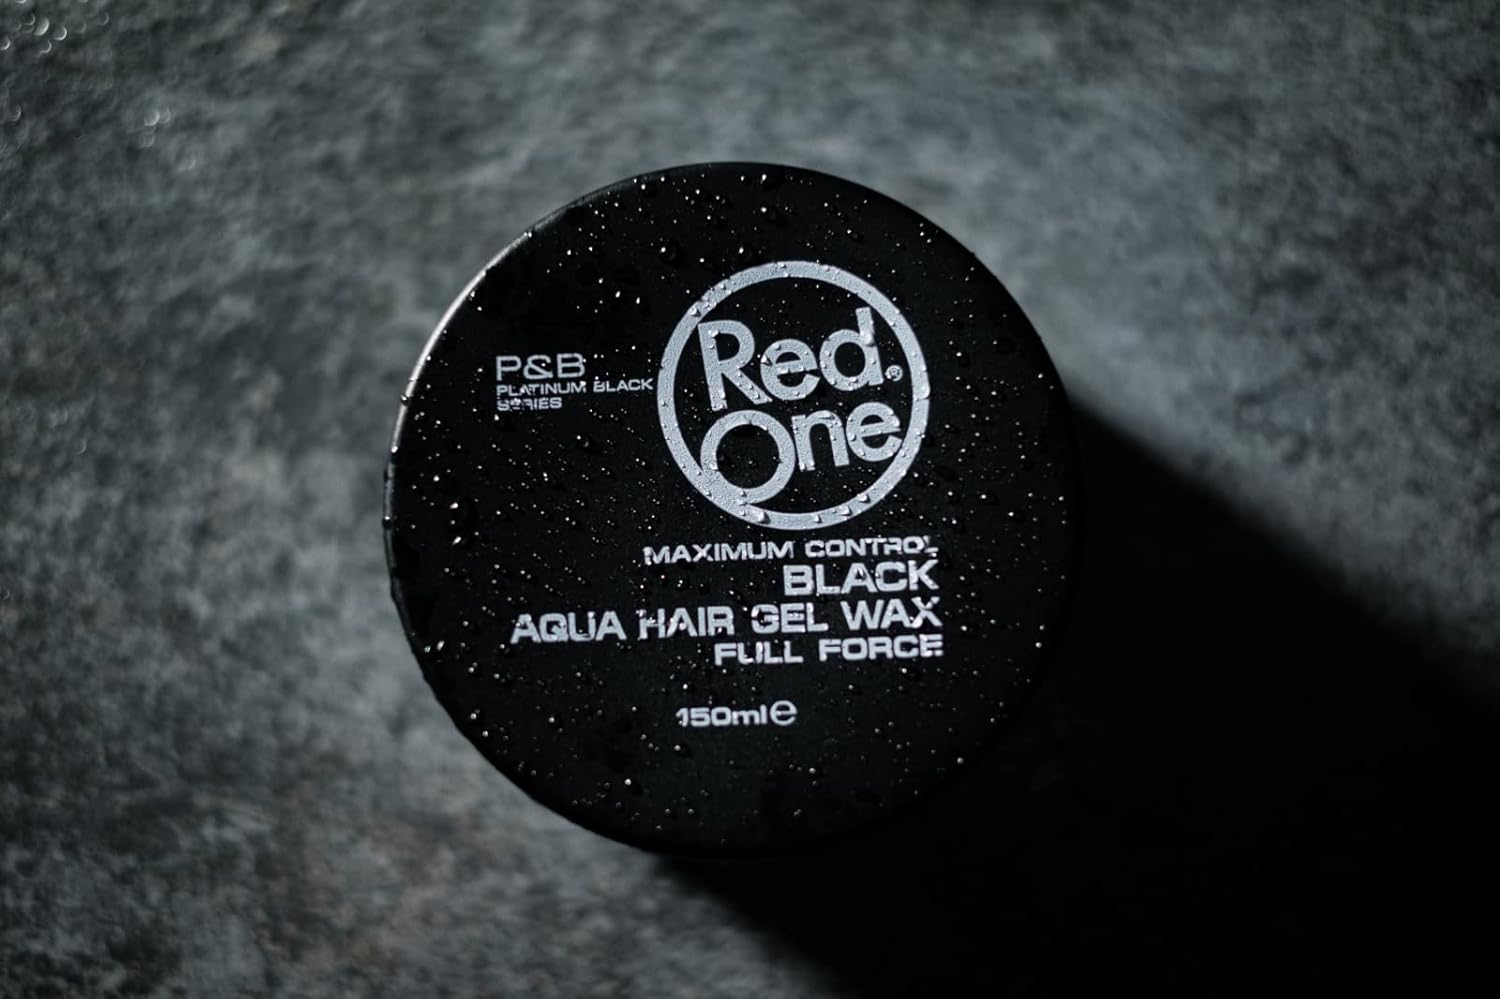 P&B
PLATINUM BLACK
SERIES
Red®
One
MAXIMUM CONTROL
BLACK
AQUA HAIR GEL WAX
FULL FORCE
150ml℮